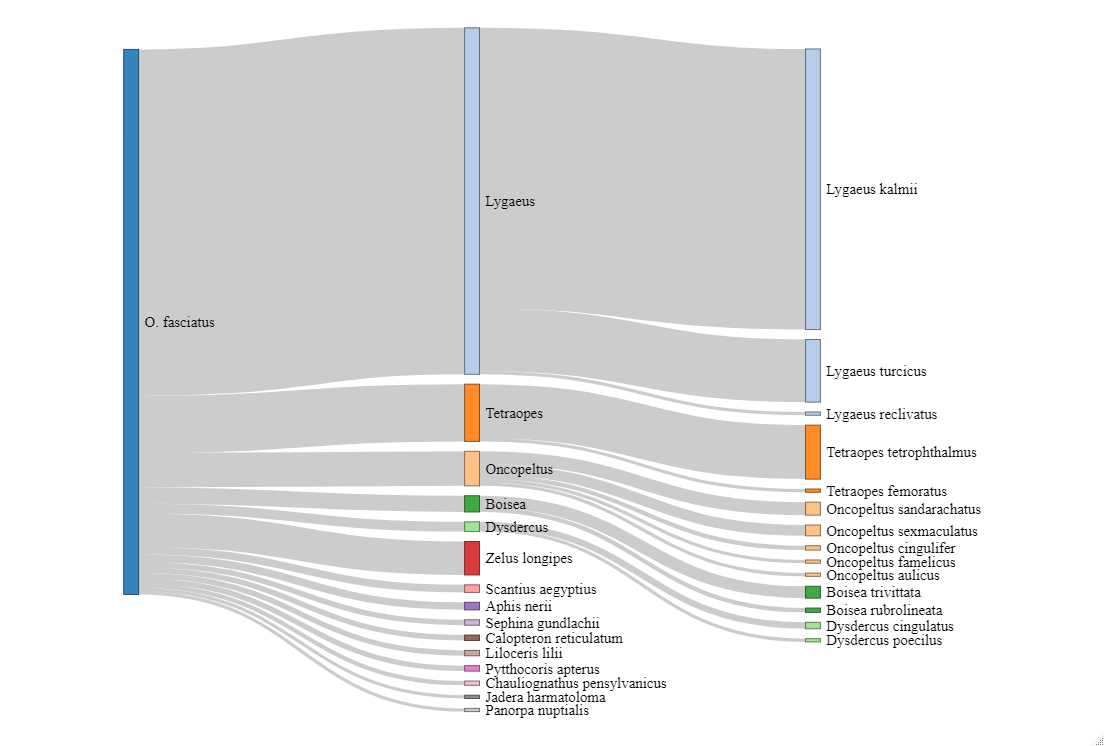 O. fasciatus
Lygaeus
Tetraopes
Oncopeltus
Boisea
Dysdercus
Zelus longipes
Scantius aegyptius
Aphis nerii
Sephina gundlachii
Calopteron reticulatum
Liloceris lilii
Pytthocoris apterus
Chauliognathus pensylvanicus
Jadera harmatoloma
Panorpa nuptialis
Lygaeus kalmii
Lygaeus turcicus
Lygaeus reclivatus
Tetraopes tetrophthalmus
Tetraopes femoratus
Oncopeltus sandarachatus
Oncopeltus sexmaculatus
Oncopeltus cingulifer
Oncopeltus famelicus
Oncopeltus aulicus
Boisea trivittata
Boisea rubrolineata
Dysdercus cingulatus
Dysdercus poecilus